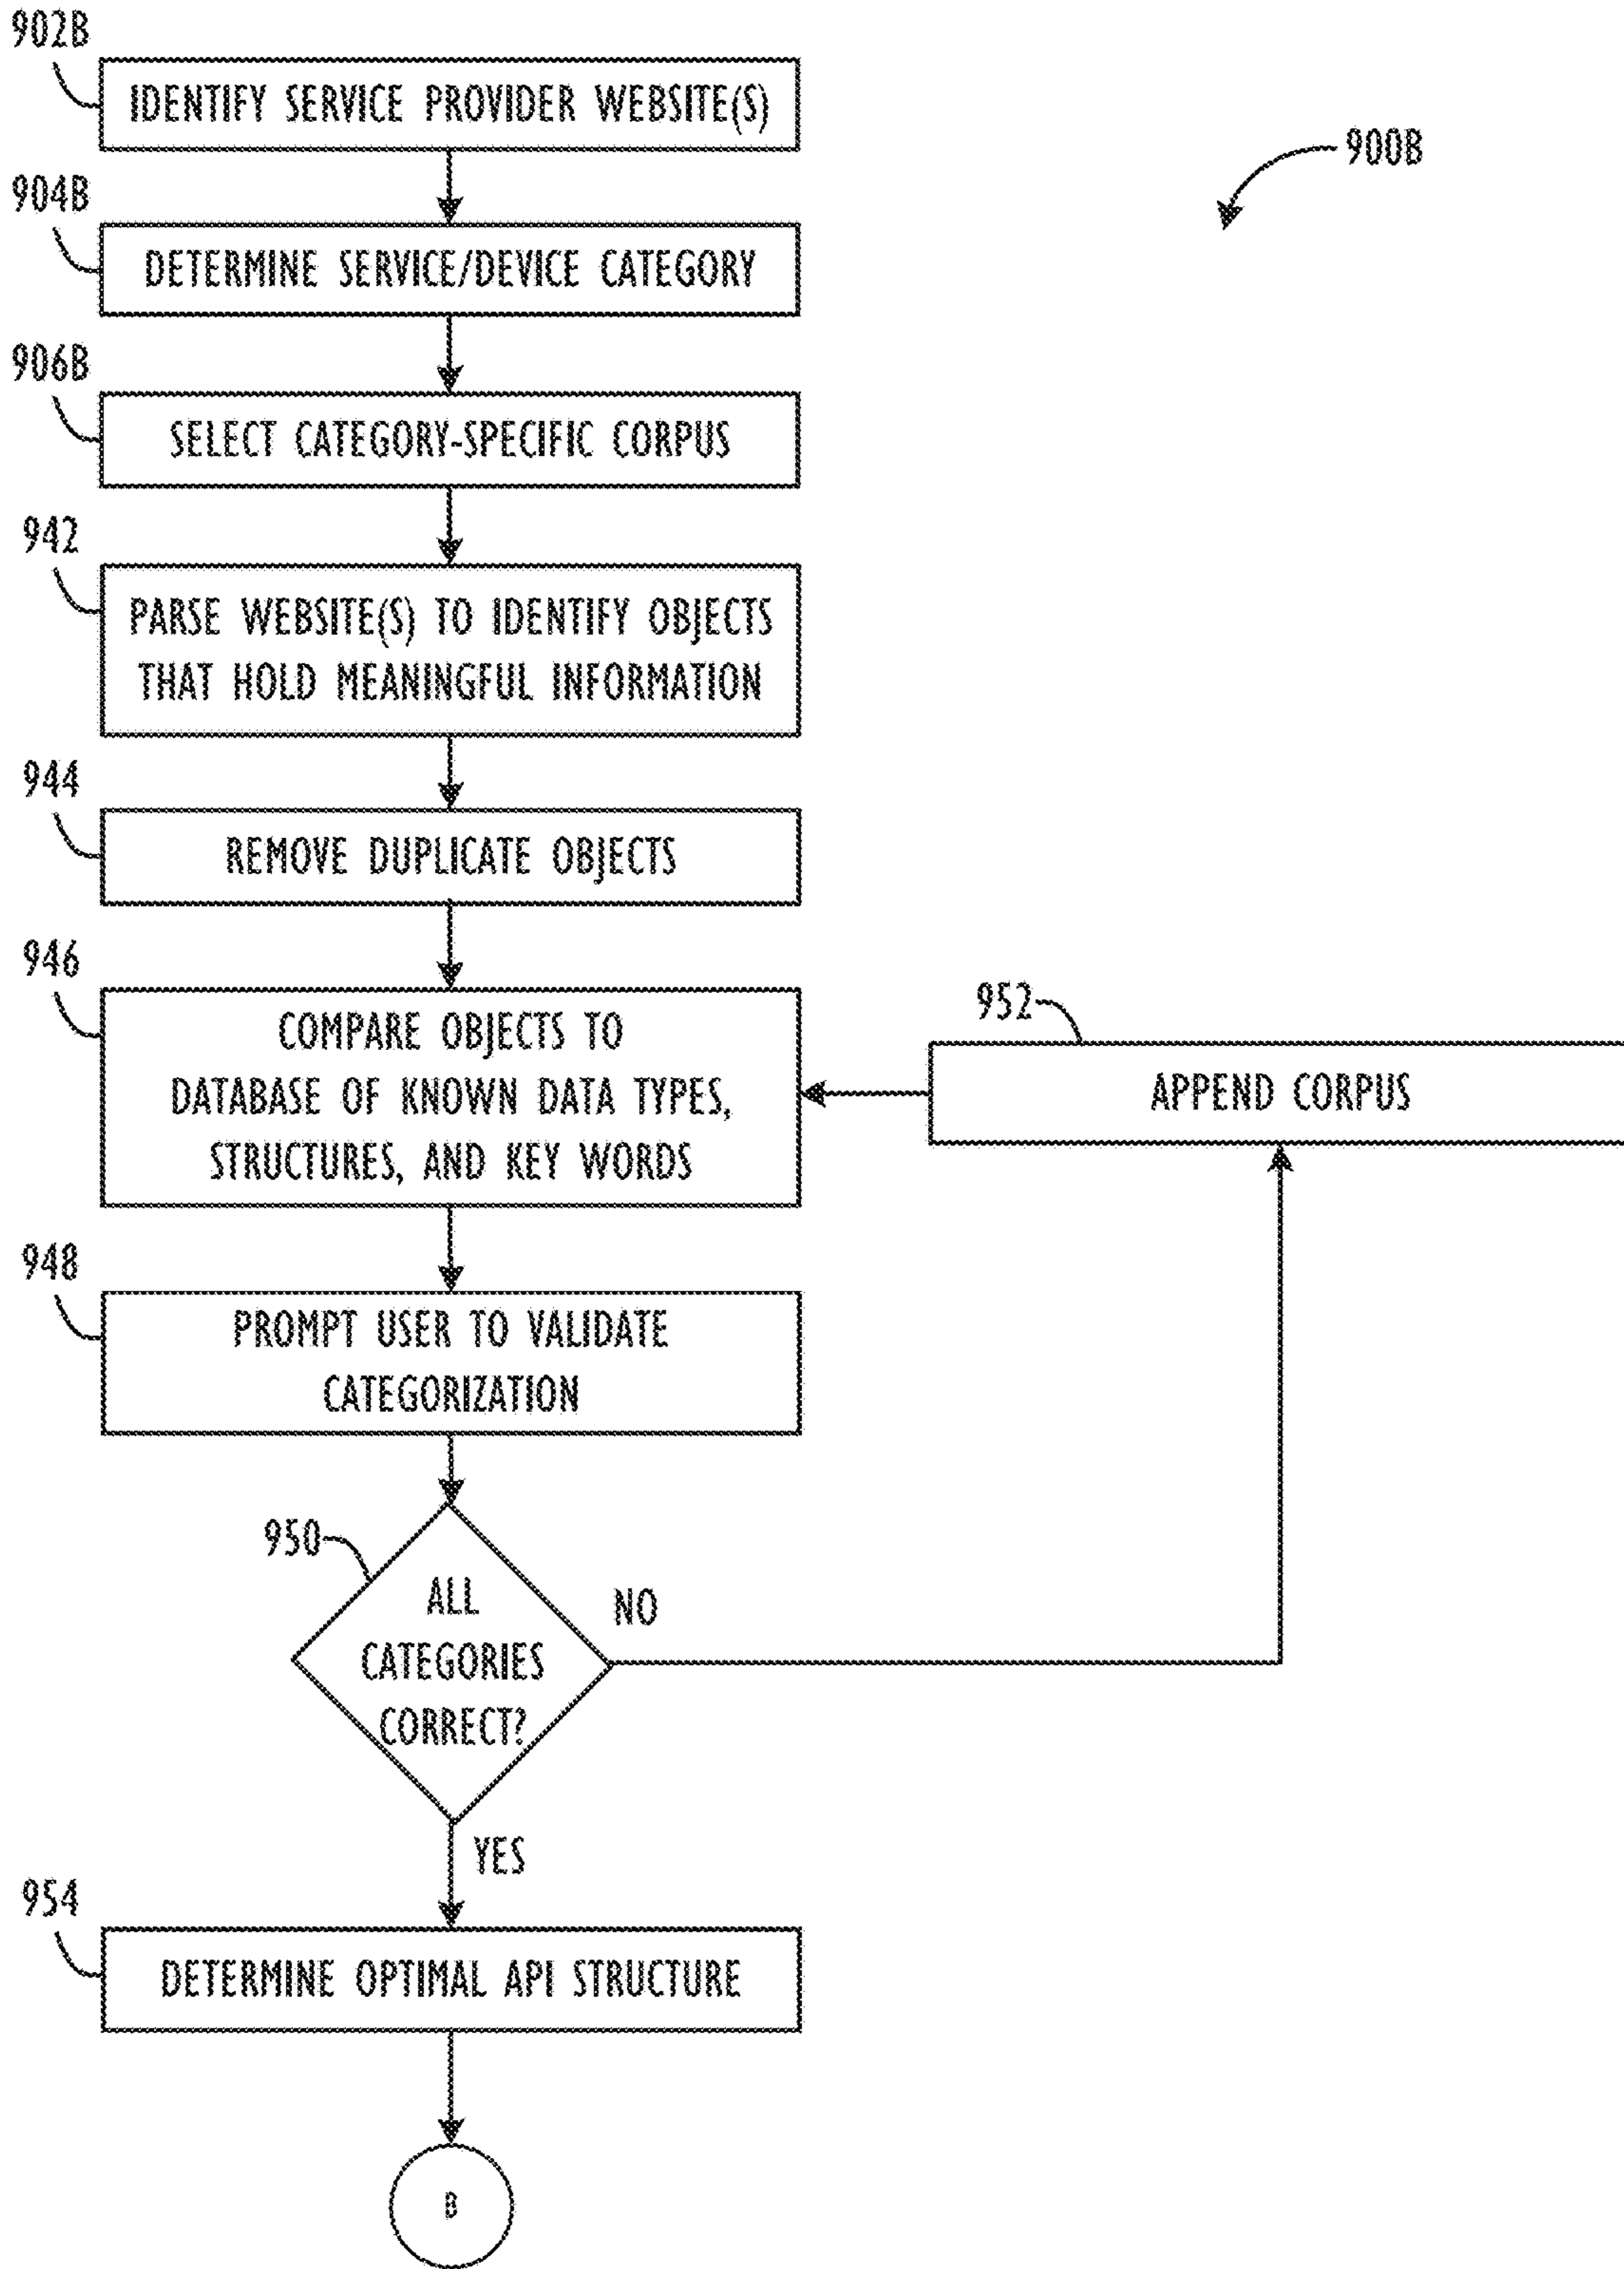 902B
IDENTIFY SERVICE PROVIDER WEBSITE(S)
900B
904B
DETERMINE SERVICE/DEVICE CATEGORY
906B
SELECT CATEGORY-SPECIFIC CORPUS
942
PARSE WEBSITE(S) TO IDENTIFY OBJECTS
THAT HOLD MEANINGFUL INFORMATION
944
REMOVE DUPLICATE OBJECTS
946
COMPARE OBJECTS TO
DATABASE OF KNOWN DATA TYPES,
STRUCTURES, AND KEY WORDS
952
APPEND CORPUS
948
PROMPT USER TO VALIDATE
CATEGORIZATION
950
ALL
CATEGORIES
CORRECT?
NO
YES
954
DETERMINE OPTIMAL API STRUCTURE
B